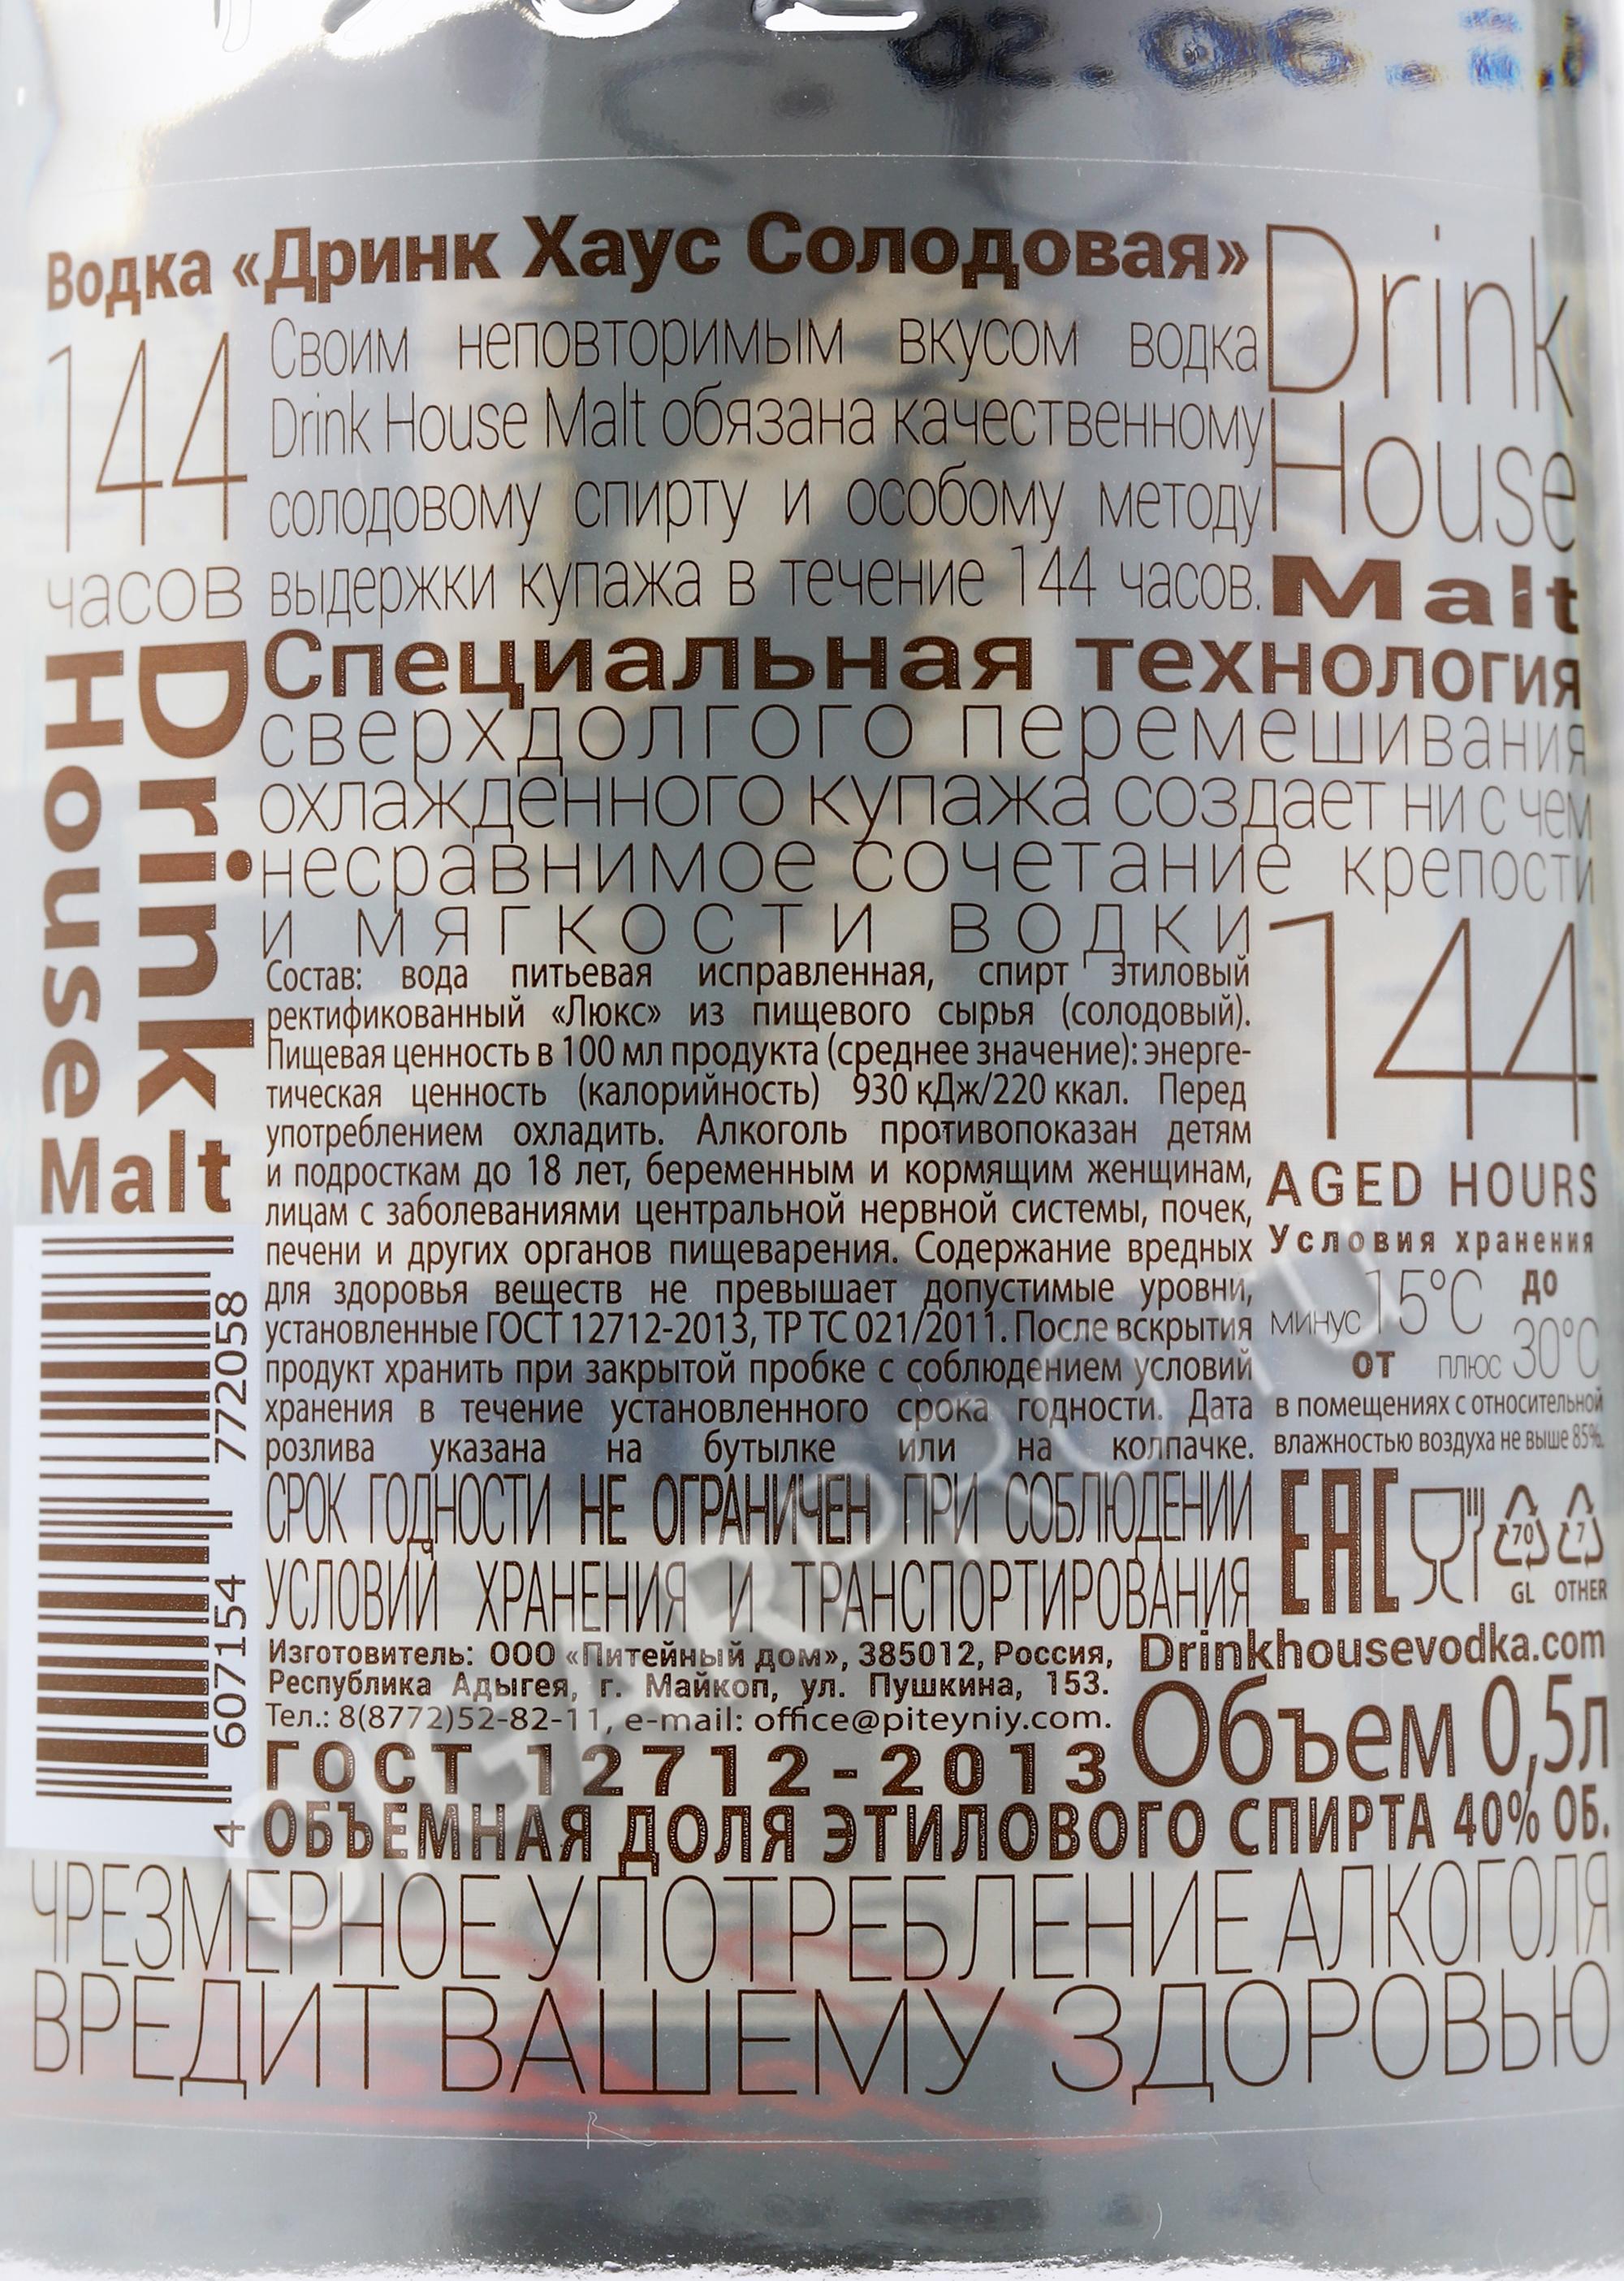 Водка «Дринк Хаус Солодовая»
144
часов
Drink
House
Malt
Своим неповторимым вкусом водка
Drink House Malt обязана качественному
солодовому спирту и особому методу
выдержки купажа в течение 144 часов.
Drink
House
Malt
Специальная технология
сверхдолгого перемешивания
охлажденного купажа создает ни с чем
несравнимое сочетание крепости
и мягкости водки
Состав: вода питьевая исправленная, спирт этиловый
ректификованный «Люкс» из пищевого сырья (солодовый).
Пищевая ценность в 100 мл продукта (среднее значение): энерге-
тическая ценность (калорийность) 930 кДж/220 ккал. Перед
употреблением охладить. Алкоголь противопоказан детям
и подросткам до 18 лет, беременным и кормящим женщинам,
лицам с заболеваниями центральной нервной системы, почек,
печени и других органов пищеварения. Содержание вредных
для здоровья веществ не превышает допустимые уровни,
установленные ГОСТ 12712-2013, ТР ТС 021/2011. После вскрытия
продукт хранить при закрытой пробке с соблюдением условий
хранения в течение установленного срока годности. Дата
розлива указана на бутылке или на колпачке.
СРОК ГОДНОСТИ НЕ ОГРАНИЧЕН ПРИ СОБЛЮДЕНИИ
УСЛОВИЙ ХРАНЕНИЯ И ТРАНСПОРТИРОВАНИЯ
144
AGED HOURS
Условия хранения
минус 15°C до
от плюс 30°C
в помещениях с относительной
влажностью воздуха не выше 85%.
EAC
70 7
GL OTHER
4 607154 772058
Изготовитель: ООО «Питейный дом», 385012, Россия,
Республика Адыгея, г. Майкоп, ул. Пушкина, 153.
Тел.: 8(8772)52-82-11, e-mail: office@piteyniy.com.
Drinkhousevodka.com
Объем 0,5л
ГОСТ 12712-2013
ОБЪЕМНАЯ ДОЛЯ ЭТИЛОВОГО СПИРТА 40% ОБ.
ЧРЕЗМЕРНОЕ УПОТРЕБЛЕНИЕ АЛКОГОЛЯ
ВРЕДИТ ВАШЕМУ ЗДОРОВЬЮ
CIGARPRO.ru